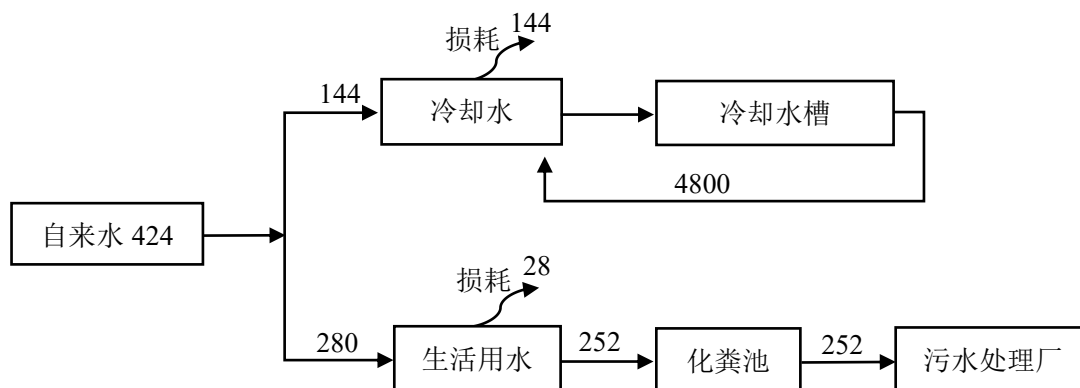 损耗 144
144
冷却水
冷却水槽
4800
自来水 424
损耗 28
280
生活用水
252
化粪池
252
污水处理厂